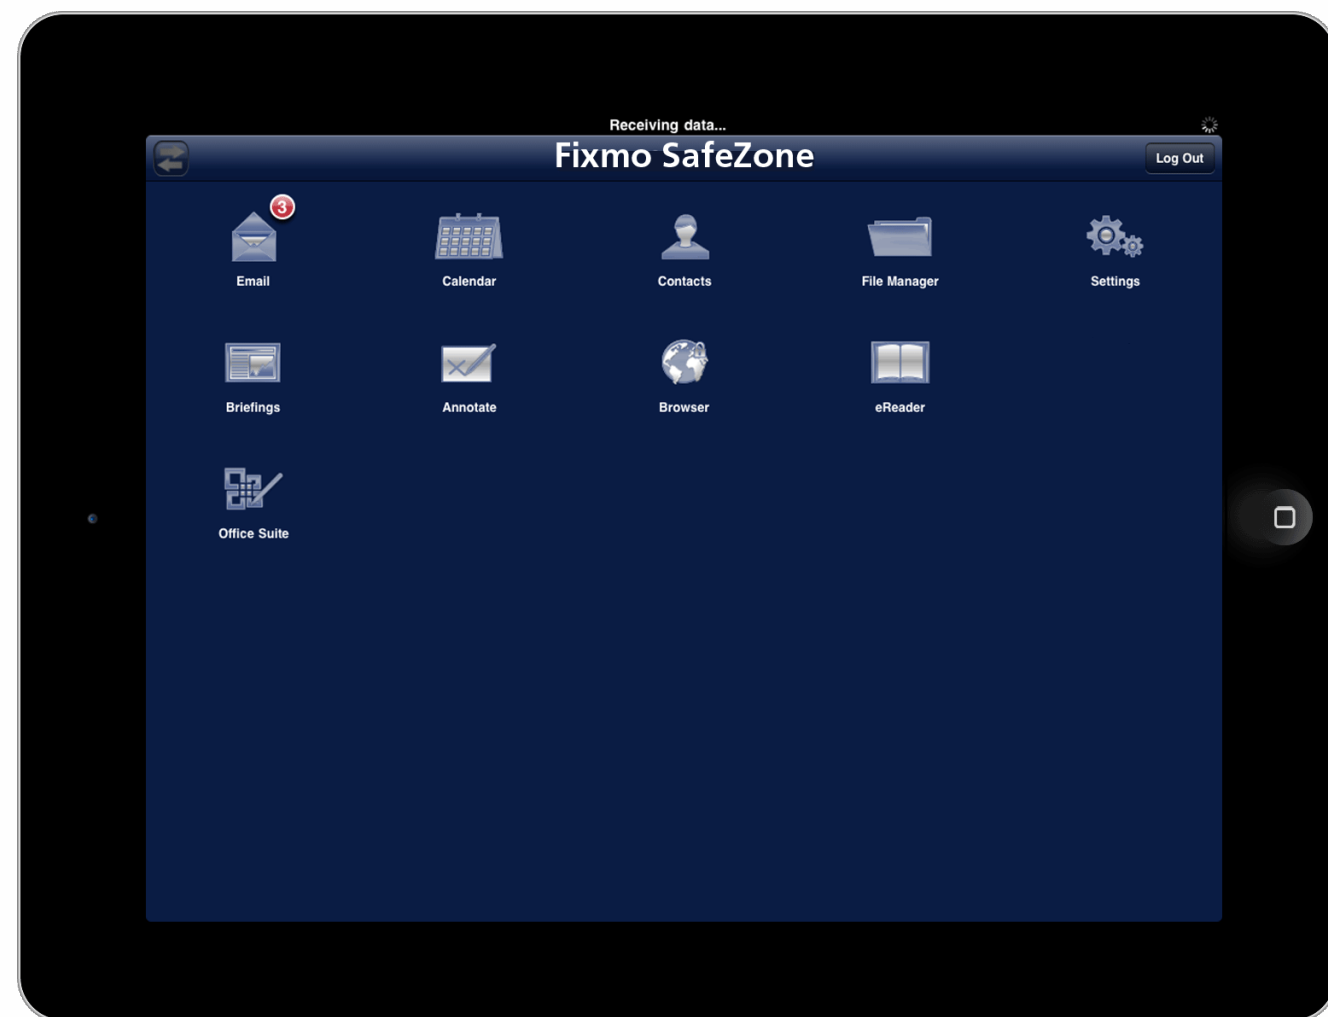 Receiving data...
Fixmo SafeZone
Log Out
3
Email
Calendar
Contacts
File Manager
Settings
Briefings
Annotate
Browser
eReader
Office Suite